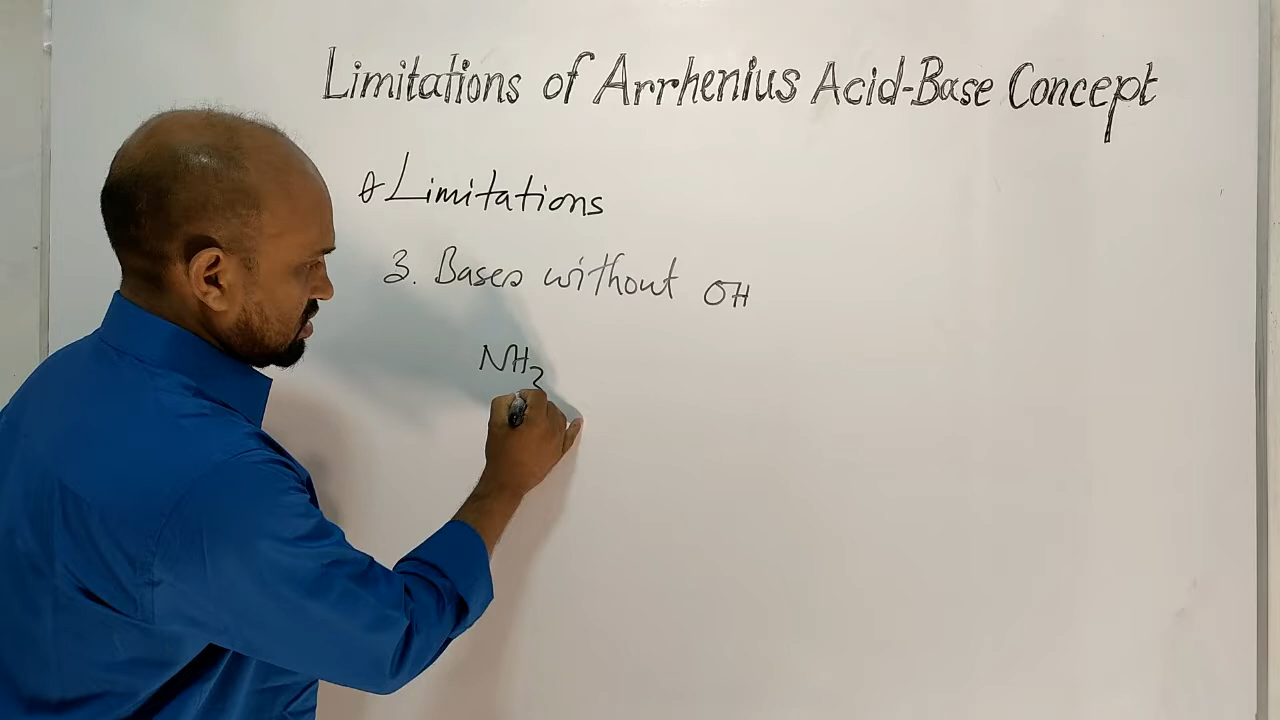 Limitations of Arrhenius Acid-Base Concept
Limitations
3. Bases without OH
NH3